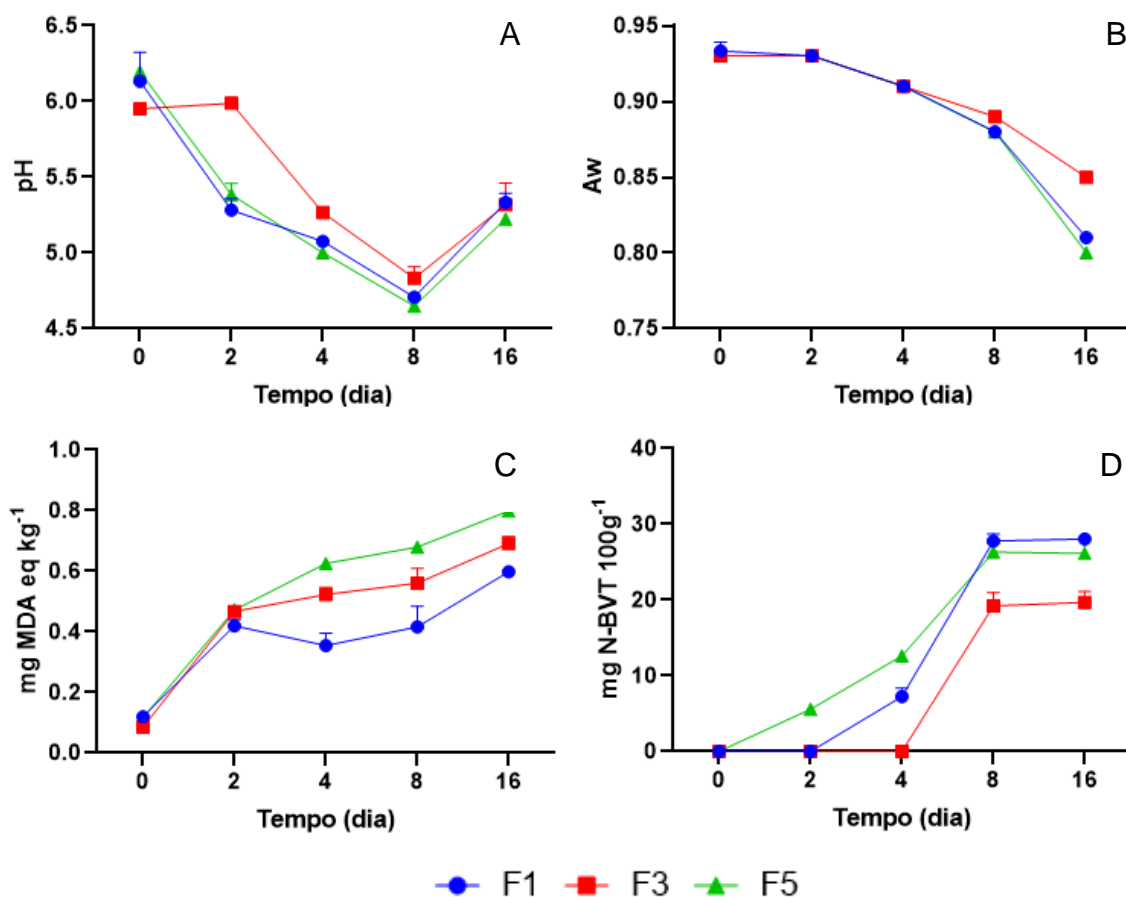 A
6.5
6.0
5.5
5.0
4.5
pH
0 2 4 8 16
Tempo (dia)
B
0.95
0.90
0.85
0.80
0.75
Aw
0 2 4 8 16
Tempo (dia)
C
1.0
0.8
0.6
0.4
0.2
0.0
mg MDA eq kg⁻¹
0 2 4 8 16
Tempo (dia)
D
40
30
20
10
0
mg N-BVT 100g⁻¹
0 2 4 8 16
Tempo (dia)
F1 F3 F5